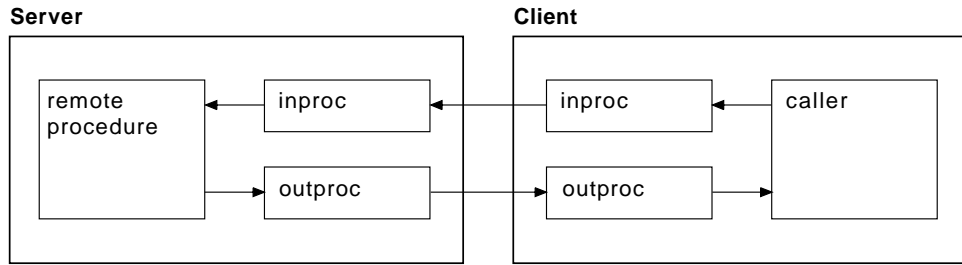 Server
Client
remote
procedure
inproc
inproc
caller
outproc
outproc